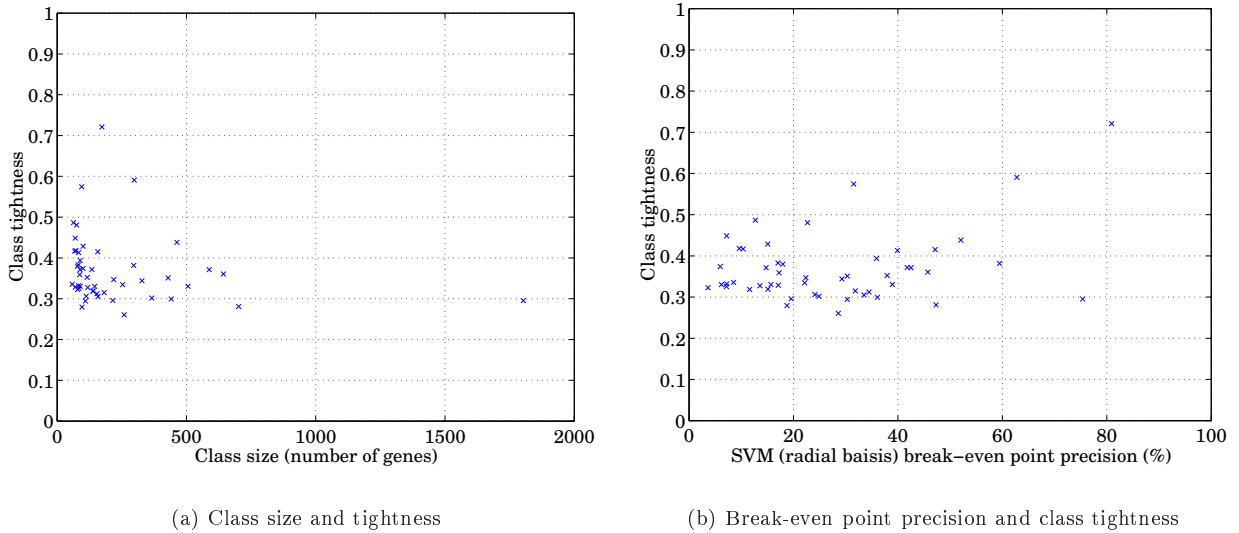 1
0.9
0.8
0.7
0.6
0.5
0.4
0.3
0.2
0.1
0
Class tightness
0 500 1000 1500 2000
Class size (number of genes)
(a) Class size and tightness
1
0.9
0.8
0.7
0.6
0.5
0.4
0.3
0.2
0.1
0
Class tightness
0 20 40 60 80 100
SVM (radial baisis) break−even point precision (%)
(b) Break-even point precision and class tightness